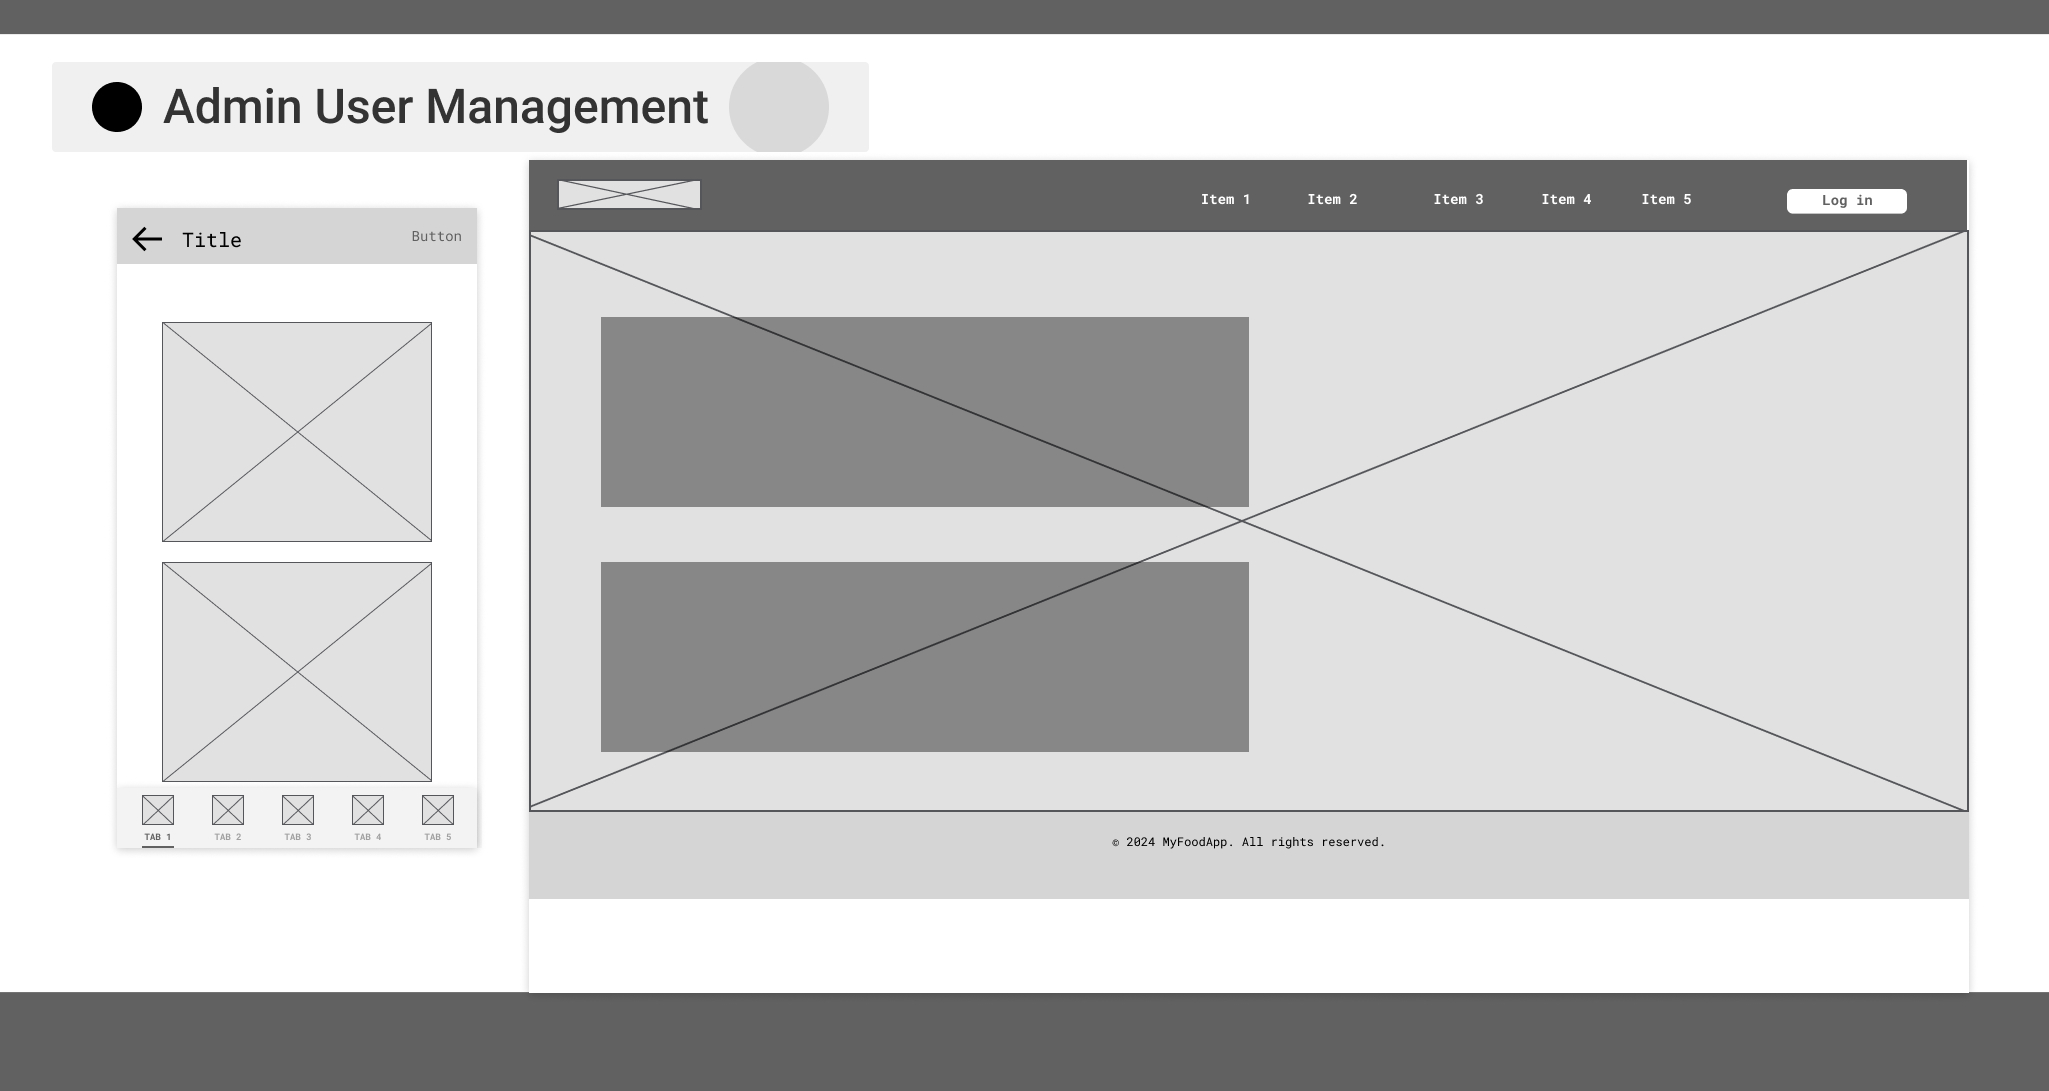 Admin User Management
Title
Button
TAB 1
TAB 2
TAB 3
TAB 4
TAB 5
Item 1
Item 2
Item 3
Item 4
Item 5
Log in
© 2024 MyFoodApp. All rights reserved.